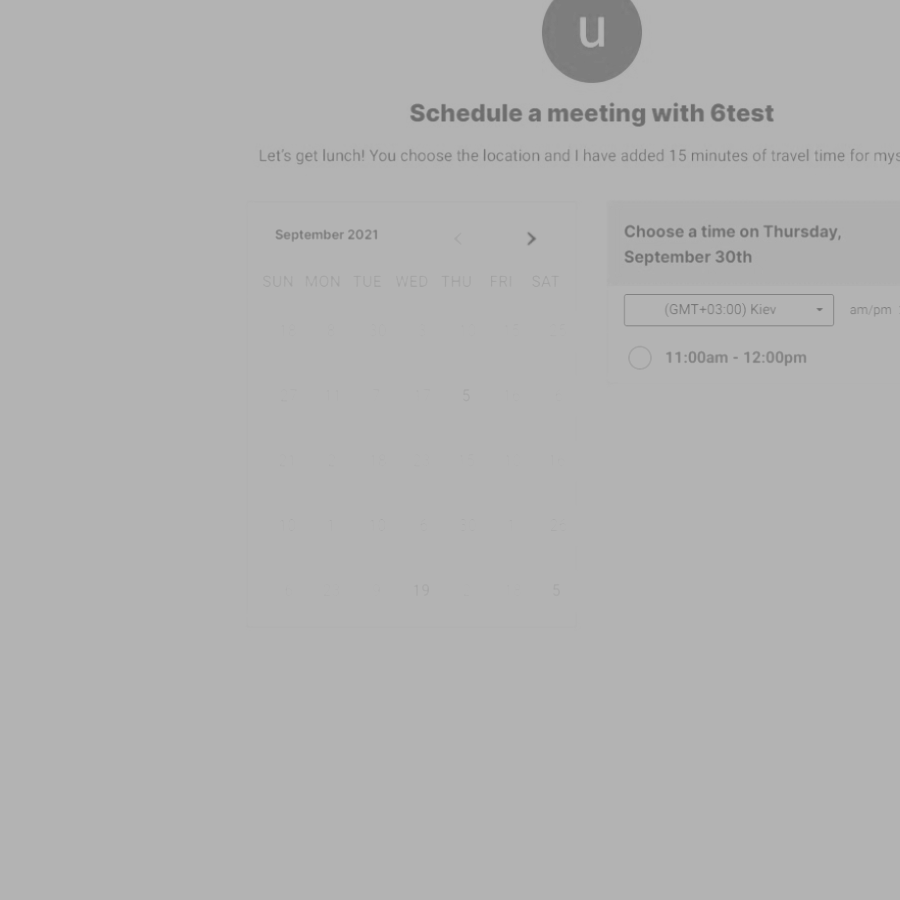 u
Schedule a meeting with 6test
Let's get lunch! You choose the location and I have added 15 minutes of travel time for mys
September 2021
SUN MON TUE WED THU FRI SAT
5
19 5
Choose a time on Thursday,
September 30th
(GMT+03:00) Kiev am/pm
11:00am - 12:00pm